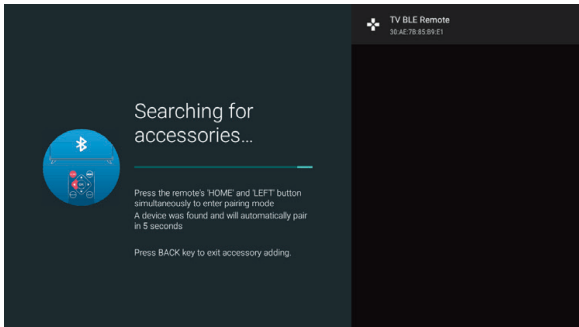 TV BLE Remote
30:AE:7B:85:B9:E1
Searching for
accessories...
Press the remote's 'HOME' and 'LEFT' button
simultaneously to enter pairing mode
A device was found and will automatically pair
in 5 seconds
Press BACK key to exit accessory adding.